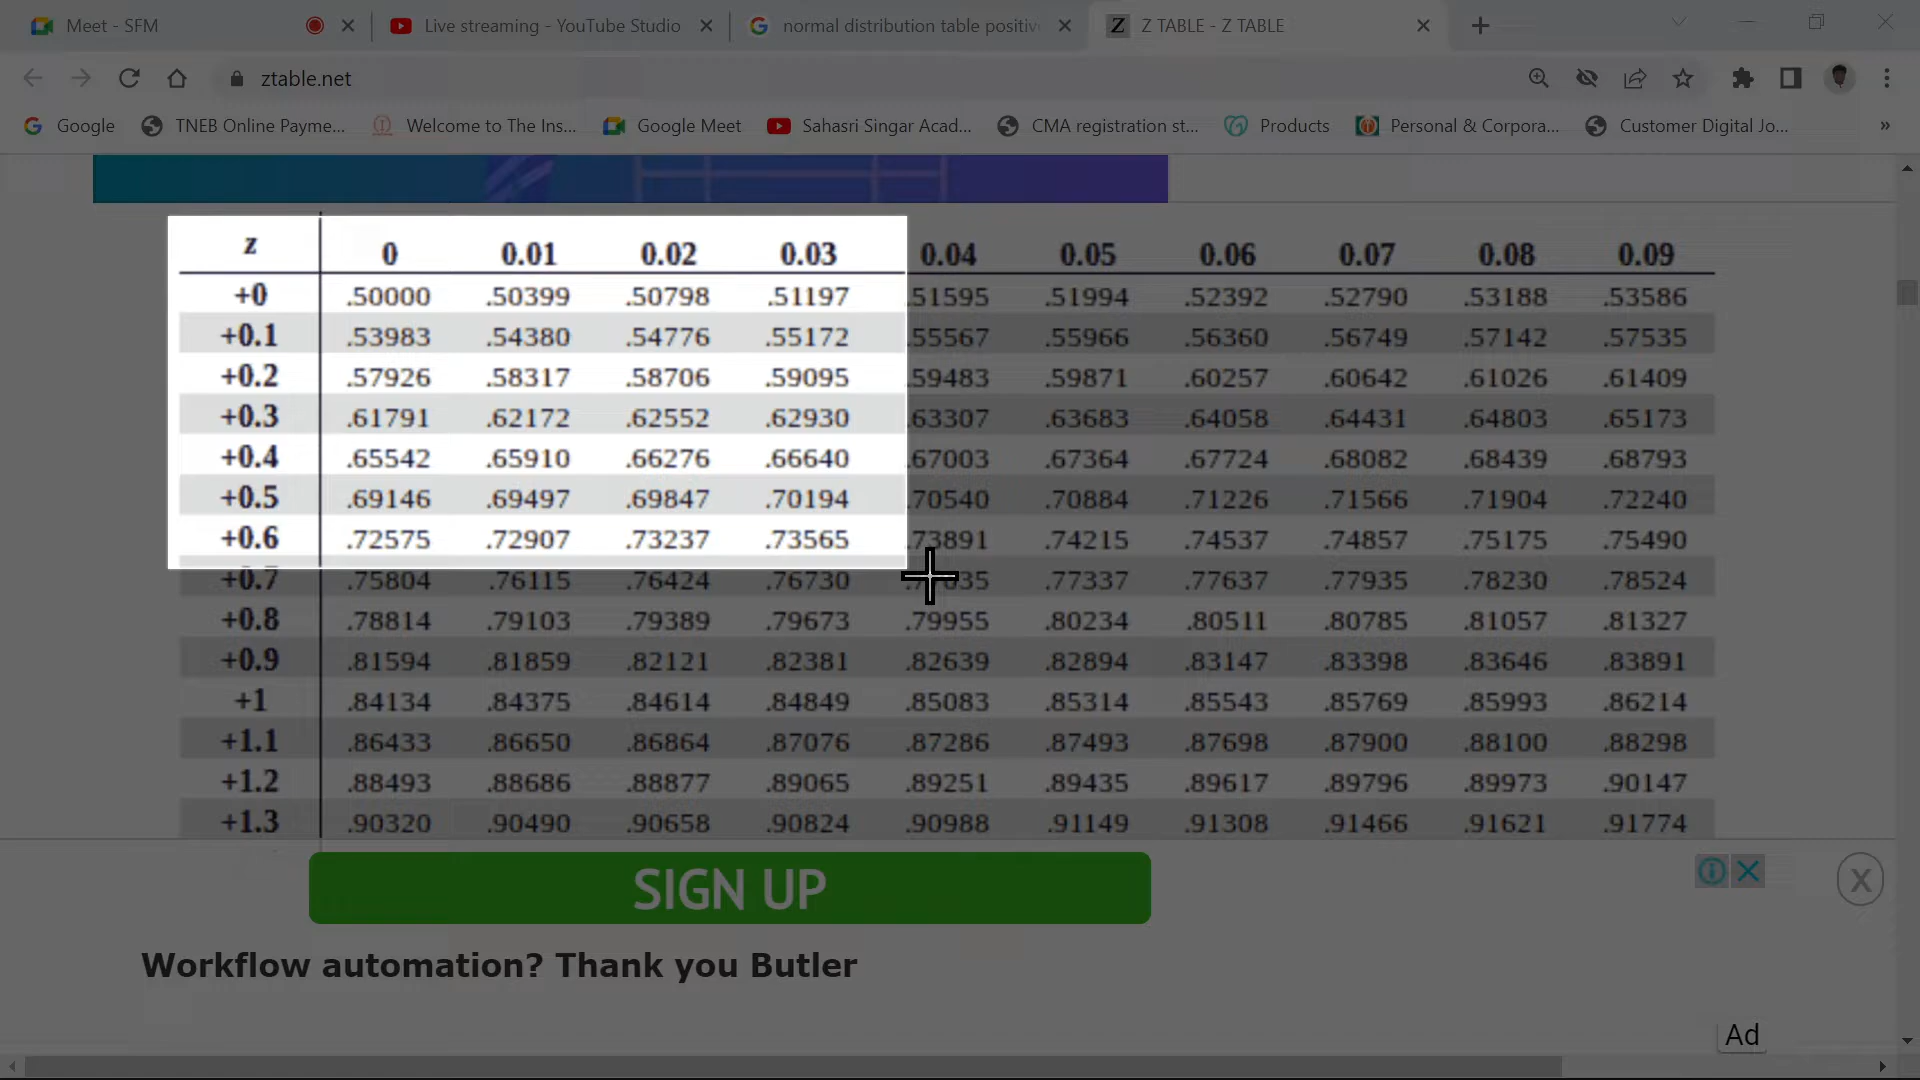 Meet - SFM
Live streaming - YouTube Studio
normal distribution table positiv
Z TABLE - Z TABLE
ztable.net
Google
TNEB Online Payme...
Welcome to The Ins...
Google Meet
Sahasri Singar Acad...
CMA registration st...
Products
Personal & Corpora...
Customer Digital Jo...
»
z 0 0.01 0.02 0.03 0.04 0.05 0.06 0.07 0.08 0.09
+0 .50000 .50399 .50798 .51197 .51595 .51994 .52392 .52790 .53188 .53586
+0.1 .53983 .54380 .54776 .55172 .55567 .55966 .56360 .56749 .57142 .57535
+0.2 .57926 .58317 .58706 .59095 .59483 .59871 .60257 .60642 .61026 .61409
+0.3 .61791 .62172 .62552 .62930 .63307 .63683 .64058 .64431 .64803 .65173
+0.4 .65542 .65910 .66276 .66640 .67003 .67364 .67724 .68082 .68439 .68793
+0.5 .69146 .69497 .69847 .70194 .70540 .70884 .71226 .71566 .71904 .72240
+0.6 .72575 .72907 .73237 .73565 .73891 .74215 .74537 .74857 .75175 .75490
+0.7 .75804 .76115 .76424 .76730 .77337 .77637 .77935 .78230 .78524
+0.8 .78814 .79103 .79389 .79673 .79955 .80234 .80511 .80785 .81057 .81327
+0.9 .81594 .81859 .82121 .82381 .82639 .82894 .83147 .83398 .83646 .83891
+1 .84134 .84375 .84614 .84849 .85083 .85314 .85543 .85769 .85993 .86214
+1.1 .86433 .86650 .86864 .87076 .87286 .87493 .87698 .87900 .88100 .88298
+1.2 .88493 .88686 .88877 .89065 .89251 .89435 .89617 .89796 .89973 .90147
+1.3 .90320 .90490 .90658 .90824 .90988 .91149 .91308 .91466 .91621 .91774
SIGN UP
X
Workflow automation? Thank you Butler
Ad